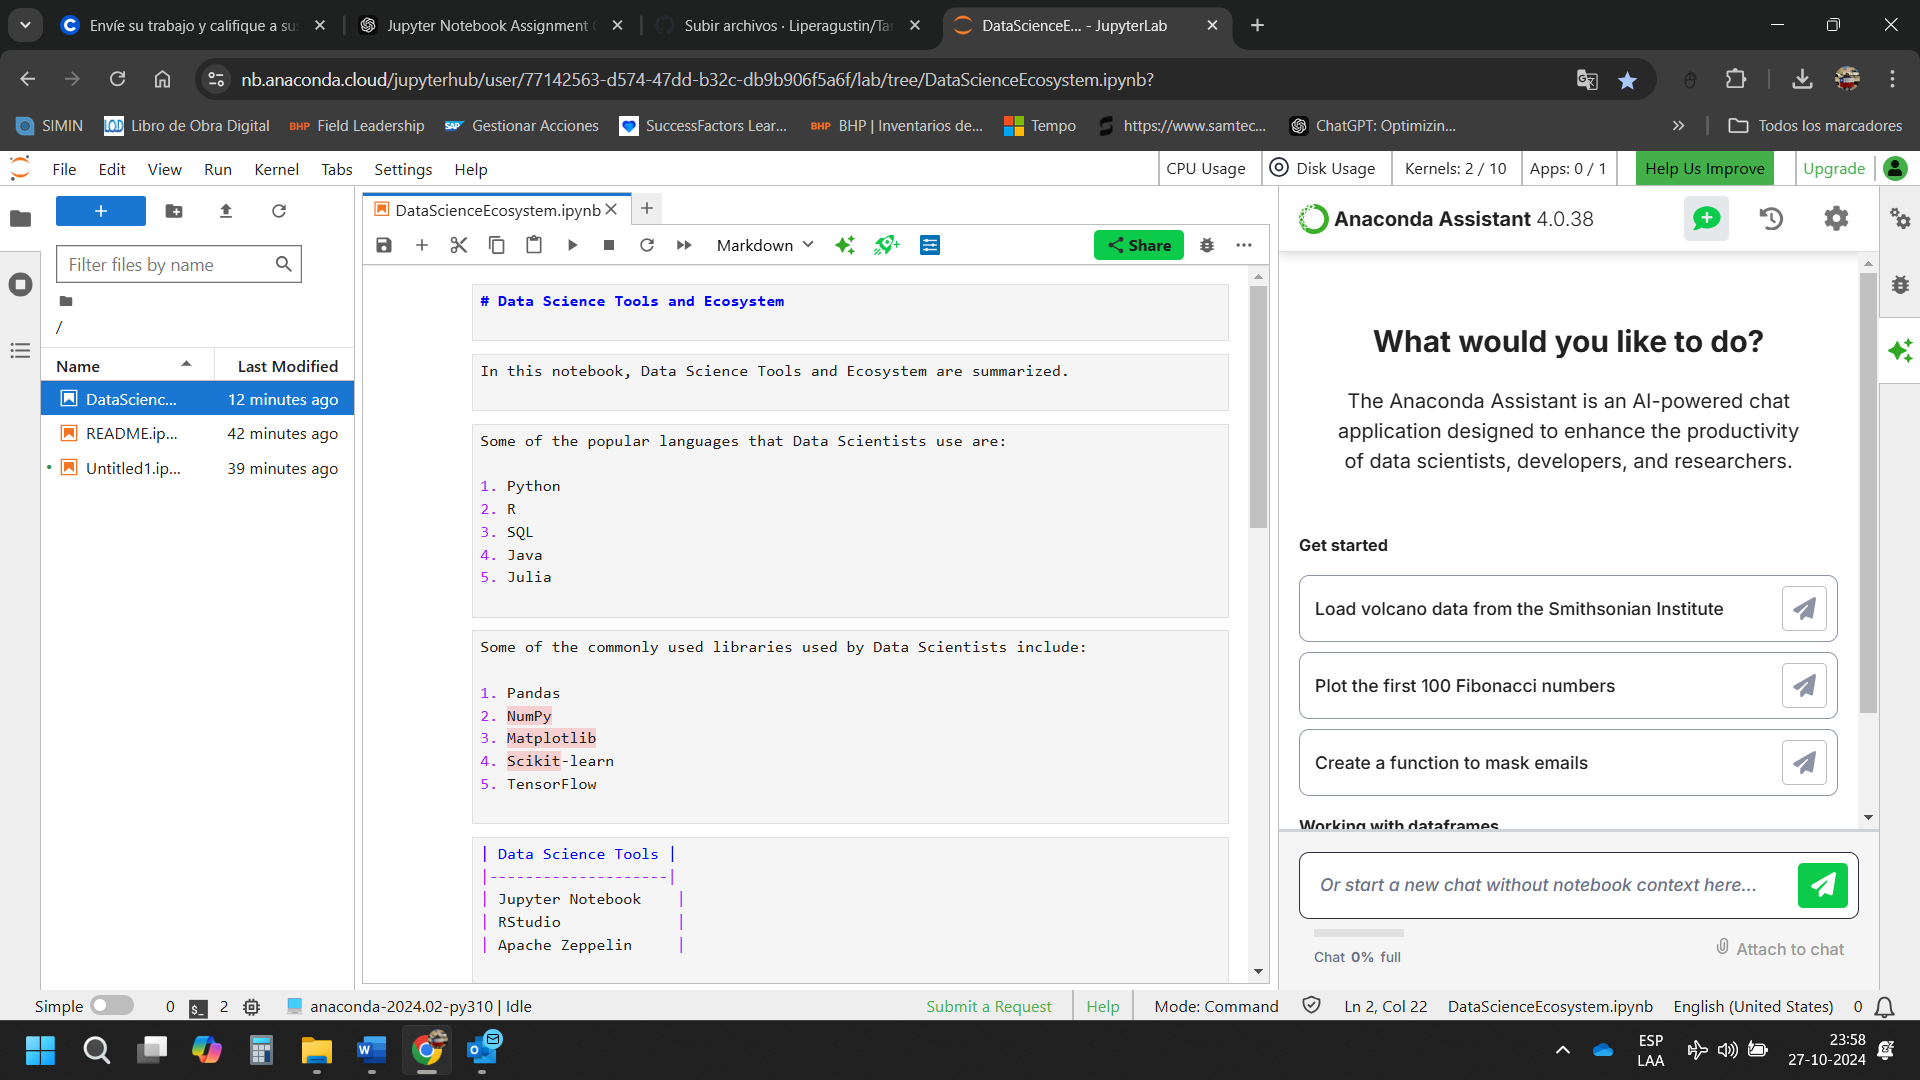 Envíe su trabajo y califique a sus
Jupyter Notebook Assignment
Subir archivos · Liperagustin/Tar
DataScienceE... - JupyterLab
nb.anaconda.cloud/jupyterhub/user/77142563-d574-47dd-b32c-db9b906f5a6f/lab/tree/DataScienceEcosystem.ipynb?
SIMIN
LOD Libro de Obra Digital
BHP Field Leadership
SAP Gestionar Acciones
SuccessFactors Lear...
BHP BHP | Inventarios de...
Tempo
https://www.samtec...
ChatGPT: Optimizin...
Todos los marcadores
File Edit View Run Kernel Tabs Settings Help
CPU Usage Disk Usage Kernels: 2 / 10 Apps: 0 / 1 Help Us Improve Upgrade
Filter files by name
/
Name Last Modified
DataScienc... 12 minutes ago
README.ip... 42 minutes ago
Untitled1.ip... 39 minutes ago
DataScienceEcosystem.ipynb
Markdown Share
# Data Science Tools and Ecosystem
In this notebook, Data Science Tools and Ecosystem are summarized.
Some of the popular languages that Data Scientists use are:
1. Python
2. R
3. SQL
4. Java
5. Julia
Some of the commonly used libraries used by Data Scientists include:
1. Pandas
2. NumPy
3. Matplotlib
4. Scikit-learn
5. TensorFlow
| Data Science Tools |
|--------------------|
| Jupyter Notebook |
| RStudio |
| Apache Zeppelin |
Anaconda Assistant 4.0.38
What would you like to do?
The Anaconda Assistant is an AI-powered chat
application designed to enhance the productivity
of data scientists, developers, and researchers.
Get started
Load volcano data from the Smithsonian Institute
Plot the first 100 Fibonacci numbers
Create a function to mask emails
Working with dataframes
Or start a new chat without notebook context here...
Chat 0% full
Attach to chat
Simple 0 2 anaconda-2024.02-py310 | Idle Submit a Request Help Mode: Command Ln 2, Col 22 DataScienceEcosystem.ipynb English (United States) 0
ESP
LAA
23:58
27-10-2024